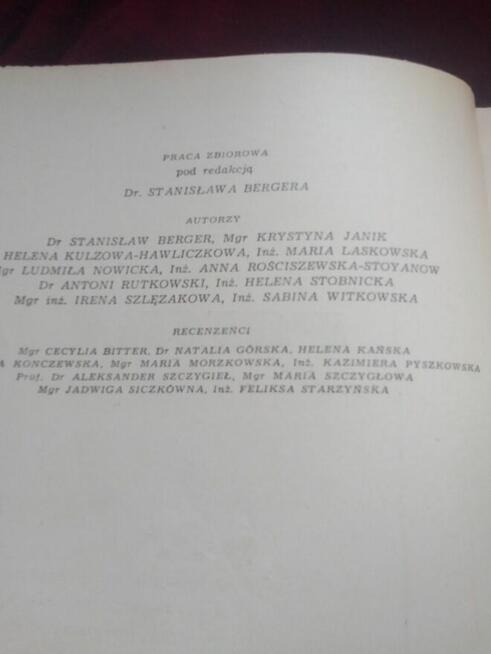 PRACA ZBIOROWA
pod redakcją
Dr. STANISŁAWA BERGERA
AUTORZY
Dr STANISŁAW BERGER, Mgr KRYSTYNA JANIK
HELENA KULZOWA-HAWLICZKOWA, Inż. MARIA LASKOWSKA
Mgr LUDMIŁA NOWICKA, Inż. ANNA ROŚCISZEWSKA-STOYANOW
Dr ANTONI RUTKOWSKI, Inż. HELENA STOBNICKA
Mgr inż. IRENA SZLĘZAKOWA, Inż. SABINA WITKOWSKA
RECENZENCI
Mgr CECYLIA BITTER, Dr NATALIA GÓRSKA, HELENA KAŃSKA
A KONCZEWSKA, Mgr MARIA MORZKOWSKA, Inż. KAZIMIERA PYSZKOWSKA
Prof. Dr ALEKSANDER SZCZYGIEŁ, Mgr MARIA SZCZYGŁOWA
Mgr JADWIGA SICZKÓWNA, Inż. FELIKSA STARZYŃSKA